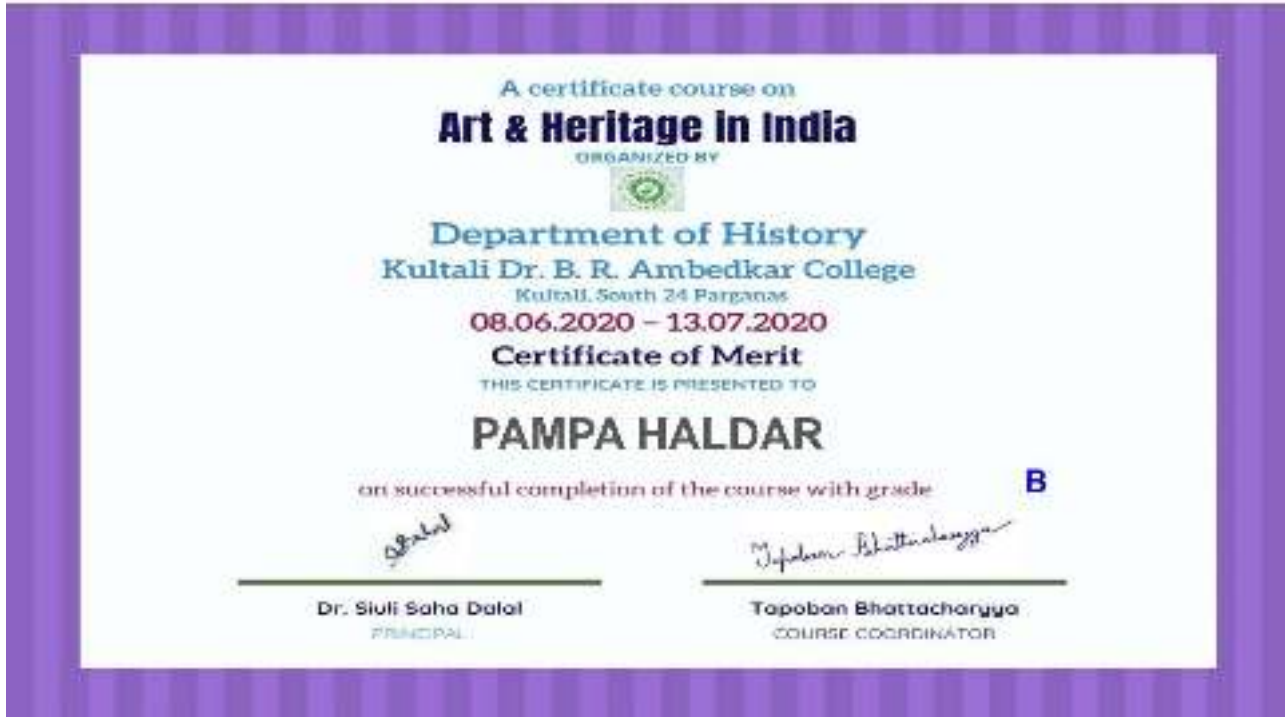 A certificate course on
Art & Heritage in India
ORGANIZED BY
Department of History
Kultali Dr. B. R. Ambedkar College
Kultali, South 24 Parganas
08.06.2020 – 13.07.2020
Certificate of Merit
THIS CERTIFICATE IS PRESENTED TO
PAMPA HALDAR
on successful completion of the course with grade B
Tapoban Bhattacharyya
Dr. Siuli Saha Dalal Tapoban Bhattacharyya
PRINCIPAL COURSE COORDINATOR